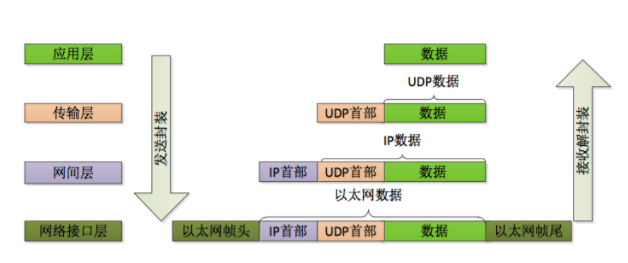 应用层
数据
UDP数据
传输层
UDP首部
数据
IP数据
网间层
IP首部
UDP首部
数据
以太网数据
网络接口层
以太网帧头
IP首部
UDP首部
数据
以太网帧尾
发送封装
接收解封装